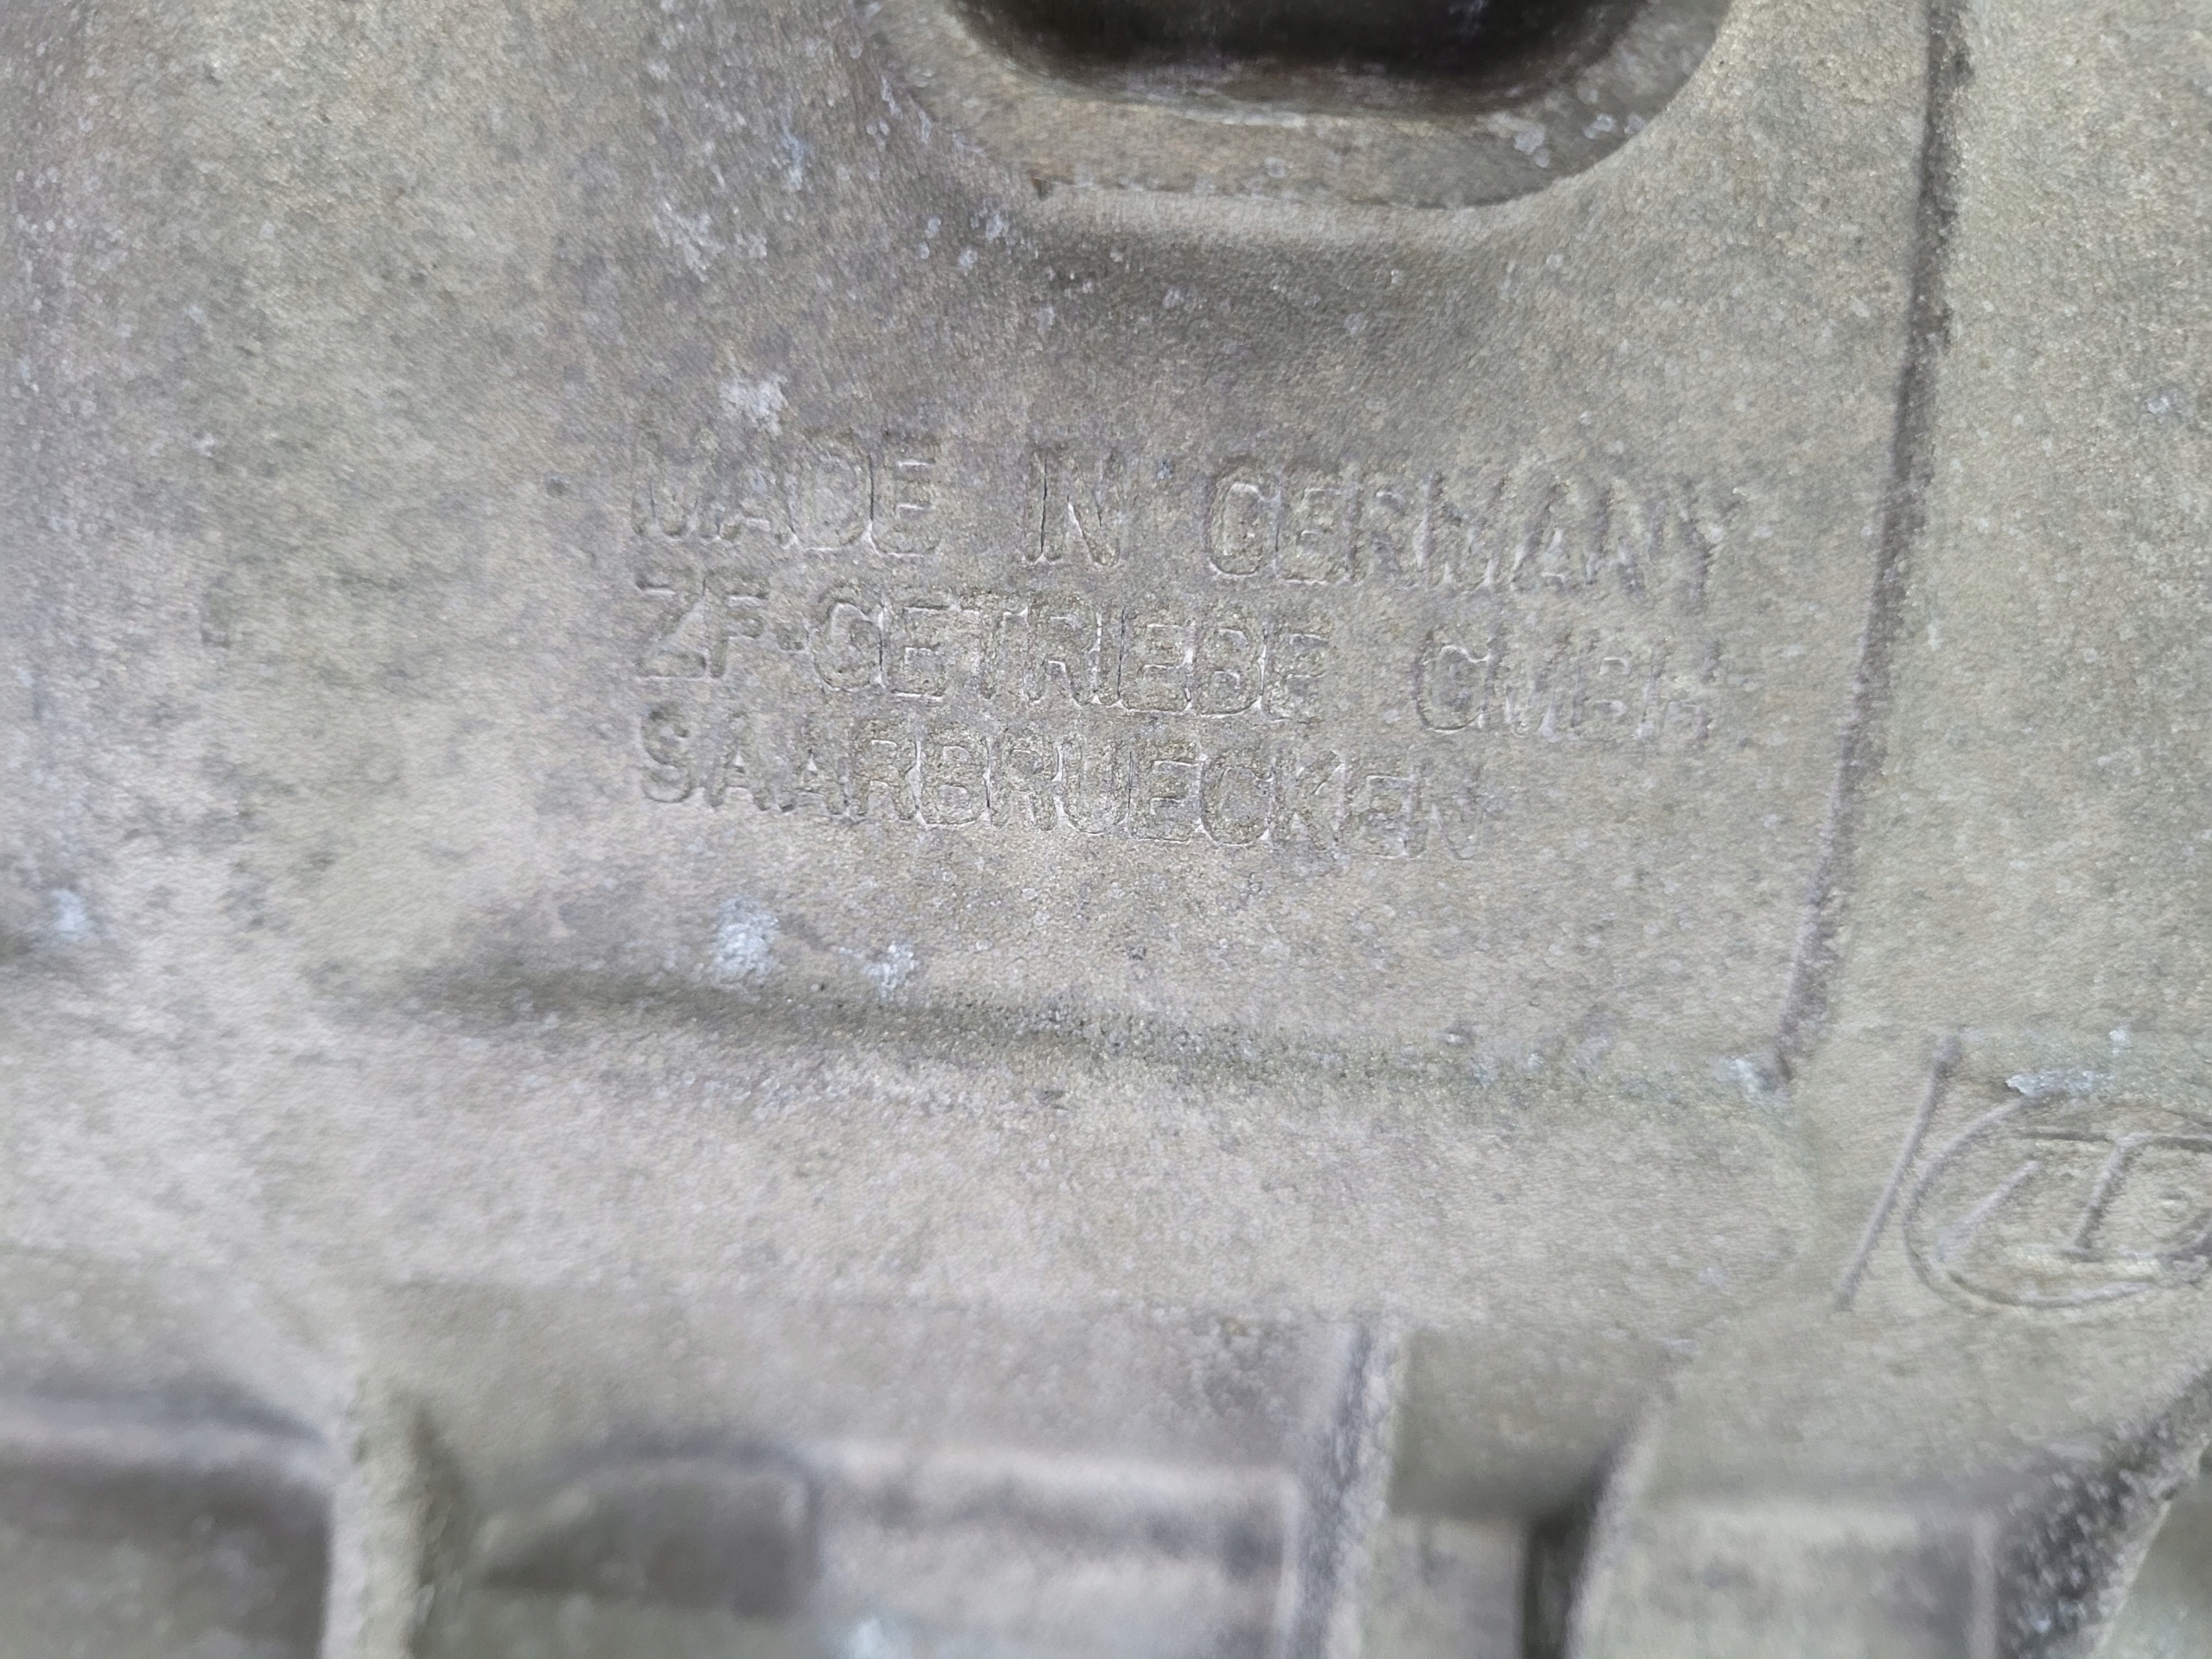 MADE IN GERMANY
ZF-GETRIEBE GMBH
SAARBRUECKEN